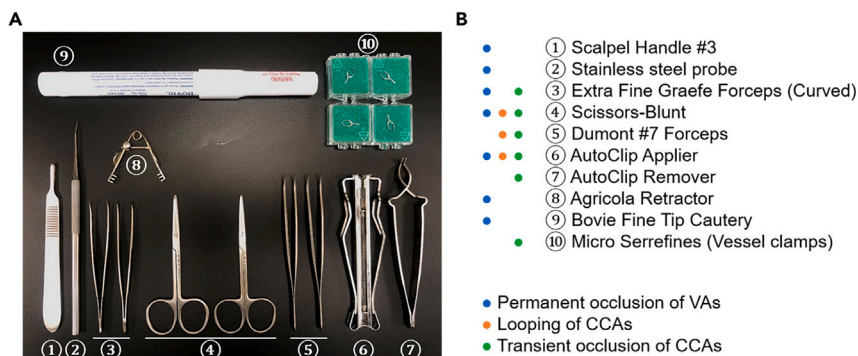 A
B
⑨
⑩
BOVIE
WARNING
⑧
①
②
③
④
⑤
⑥
⑦
① Scalpel Handle #3
② Stainless steel probe
③ Extra Fine Graefe Forceps (Curved)
④ Scissors-Blunt
⑤ Dumont #7 Forceps
⑥ AutoClip Applier
⑦ AutoClip Remover
⑧ Agricola Retractor
⑨ Bovie Fine Tip Cautery
⑩ Micro Serrefines (Vessel clamps)
Permanent occlusion of VAs
Looping of CCAs
Transient occlusion of CCAs